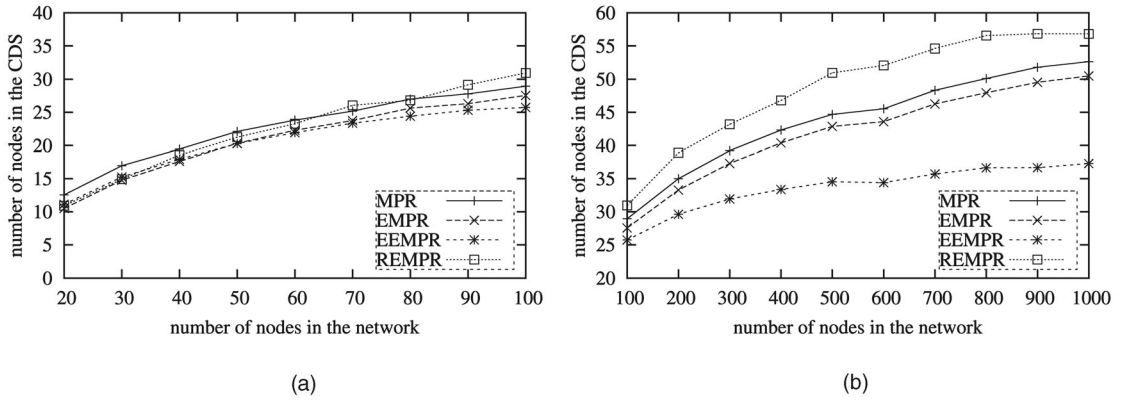 40
35
30
25
20
15
10
5
0
number of nodes in the CDS
MPR
EMPR
EEMPR
REMPR
20 30 40 50 60 70 80 90 100
number of nodes in the network
(a)
60
55
50
45
40
35
30
25
20
number of nodes in the CDS
MPR
EMPR
EEMPR
REMPR
100 200 300 400 500 600 700 800 900 1000
number of nodes in the network
(b)